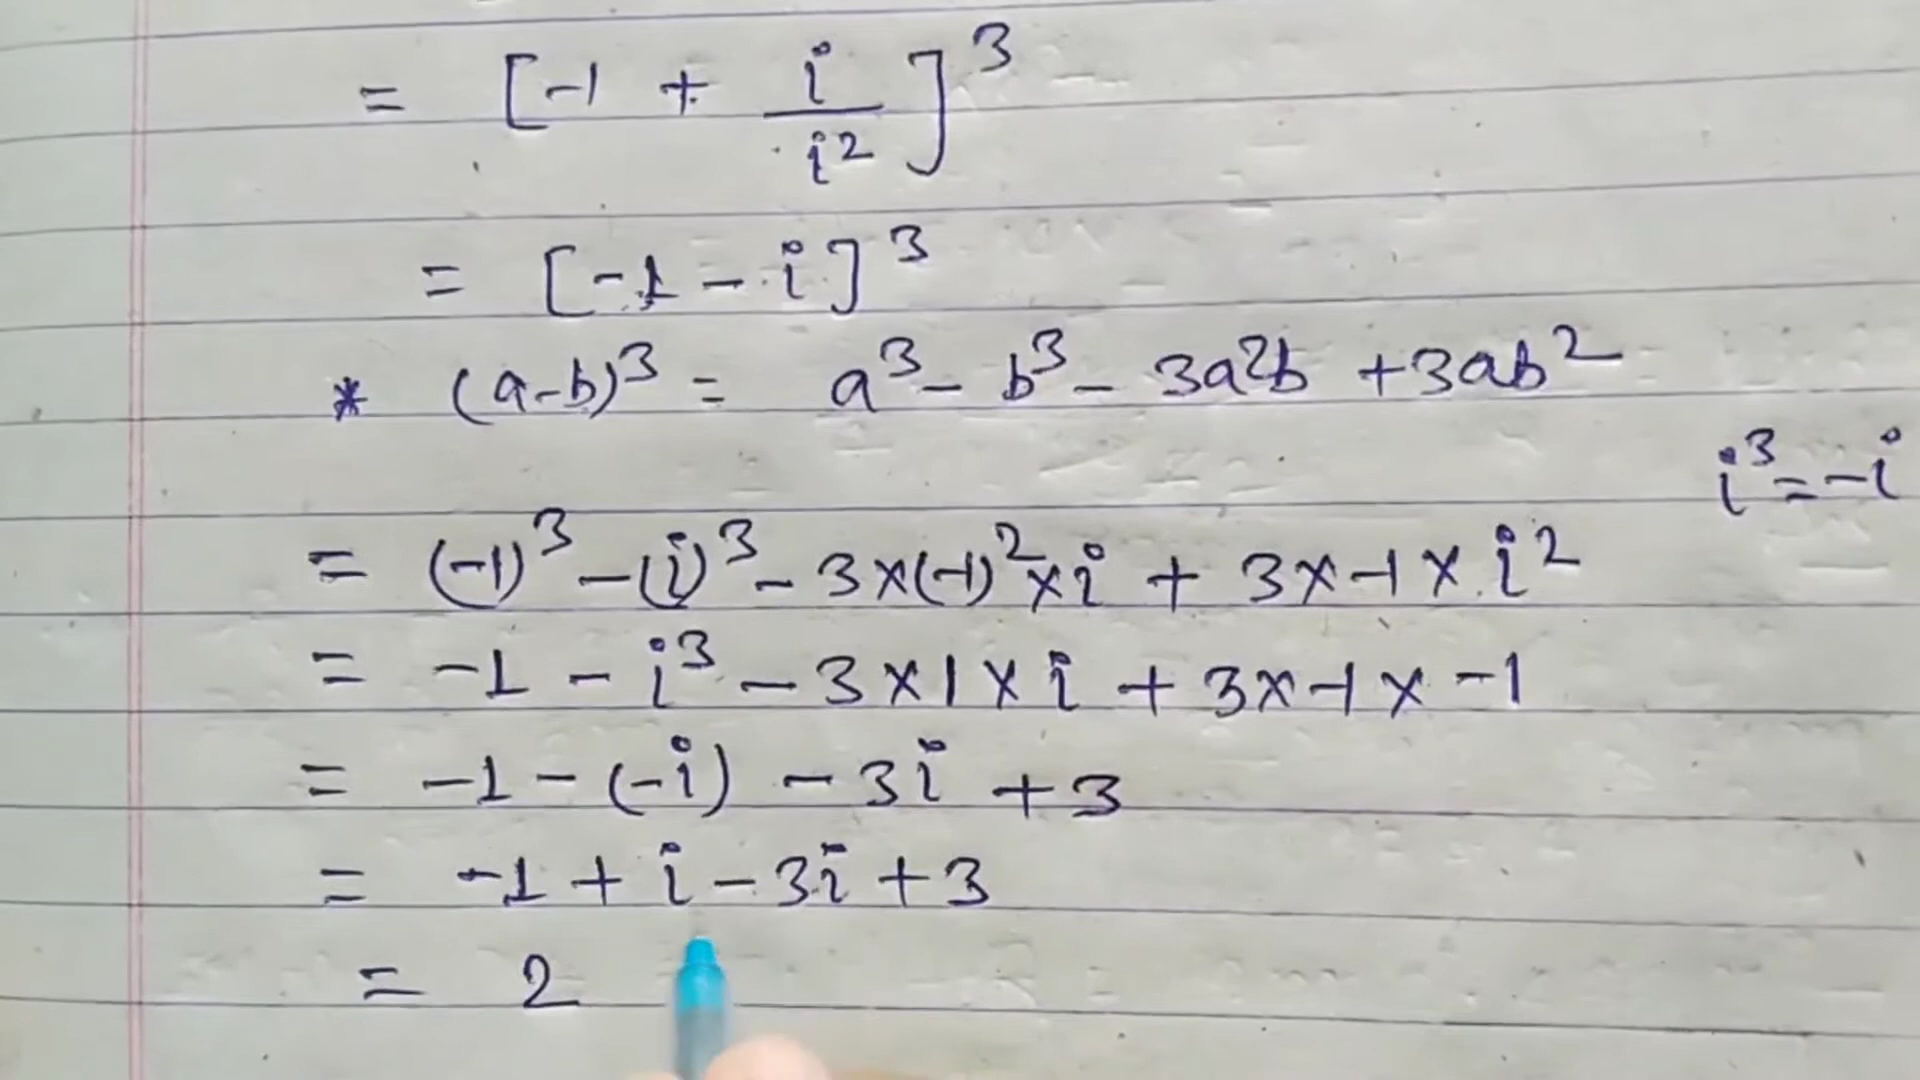 = [-1 + i/i²]³
= [-1 - i]³
* (a-b)³ = a³ - b³ - 3a²b + 3ab²
i³ = -i
= (-1)³ - (i)³ - 3×(-1)²×i + 3×-1×i²
= -1 - i³ - 3×1×i + 3×-1×-1
= -1 - (-i) - 3i + 3
= -1 + i - 3i + 3
= 2